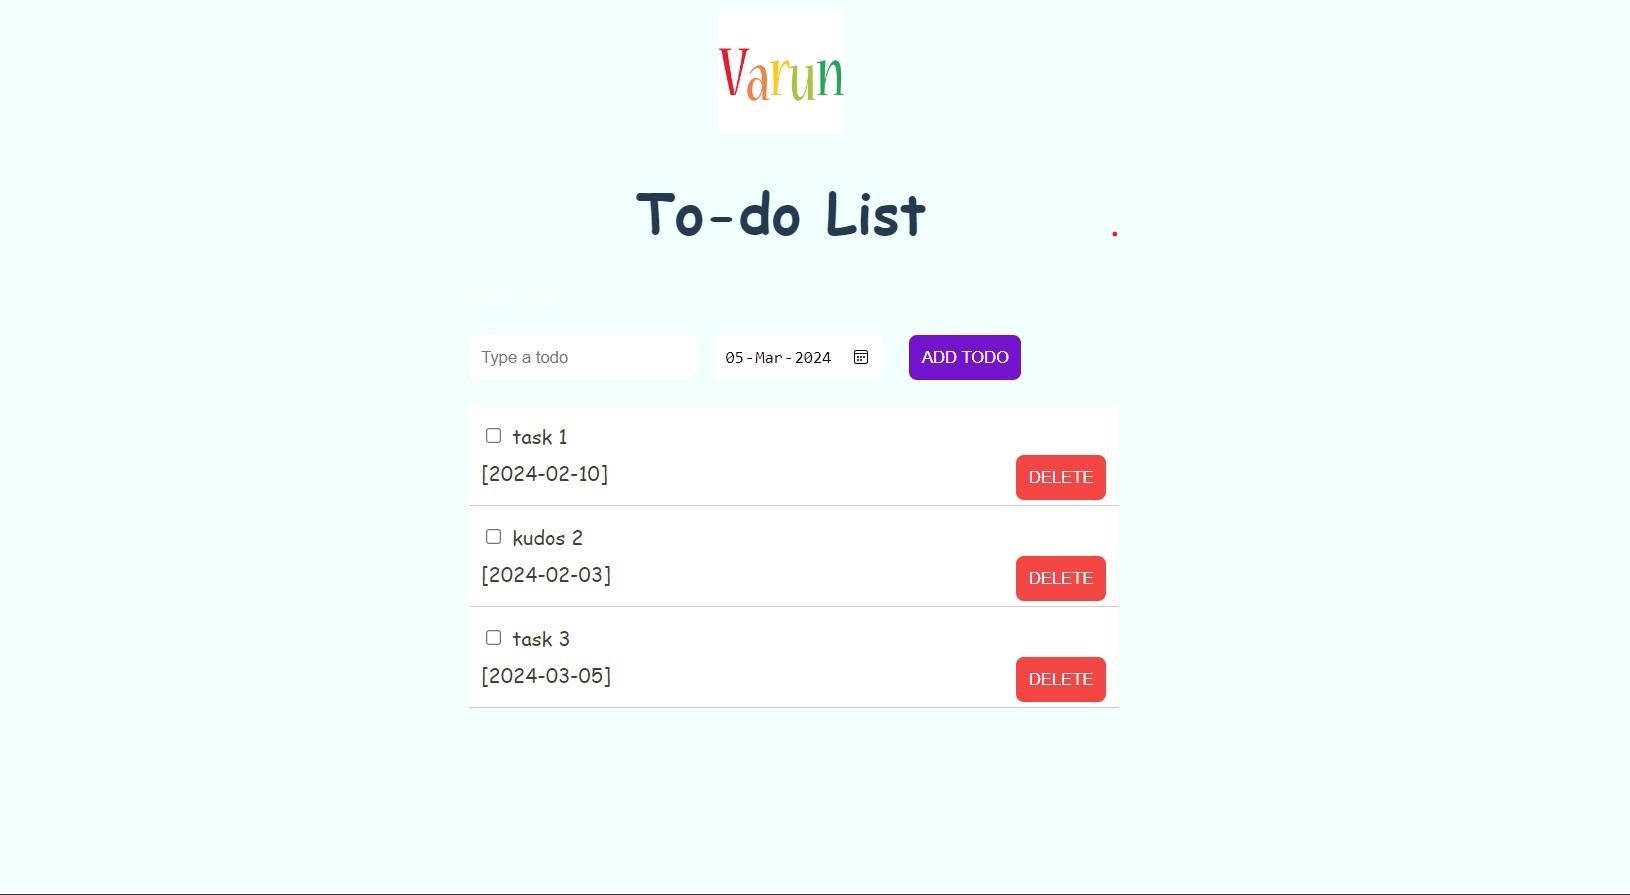 Varun
To-do List
Type a todo
05-Mar-2024
ADD TODO
task 1
[2024-02-10]
DELETE
kudos 2
[2024-02-03]
DELETE
task 3
[2024-03-05]
DELETE